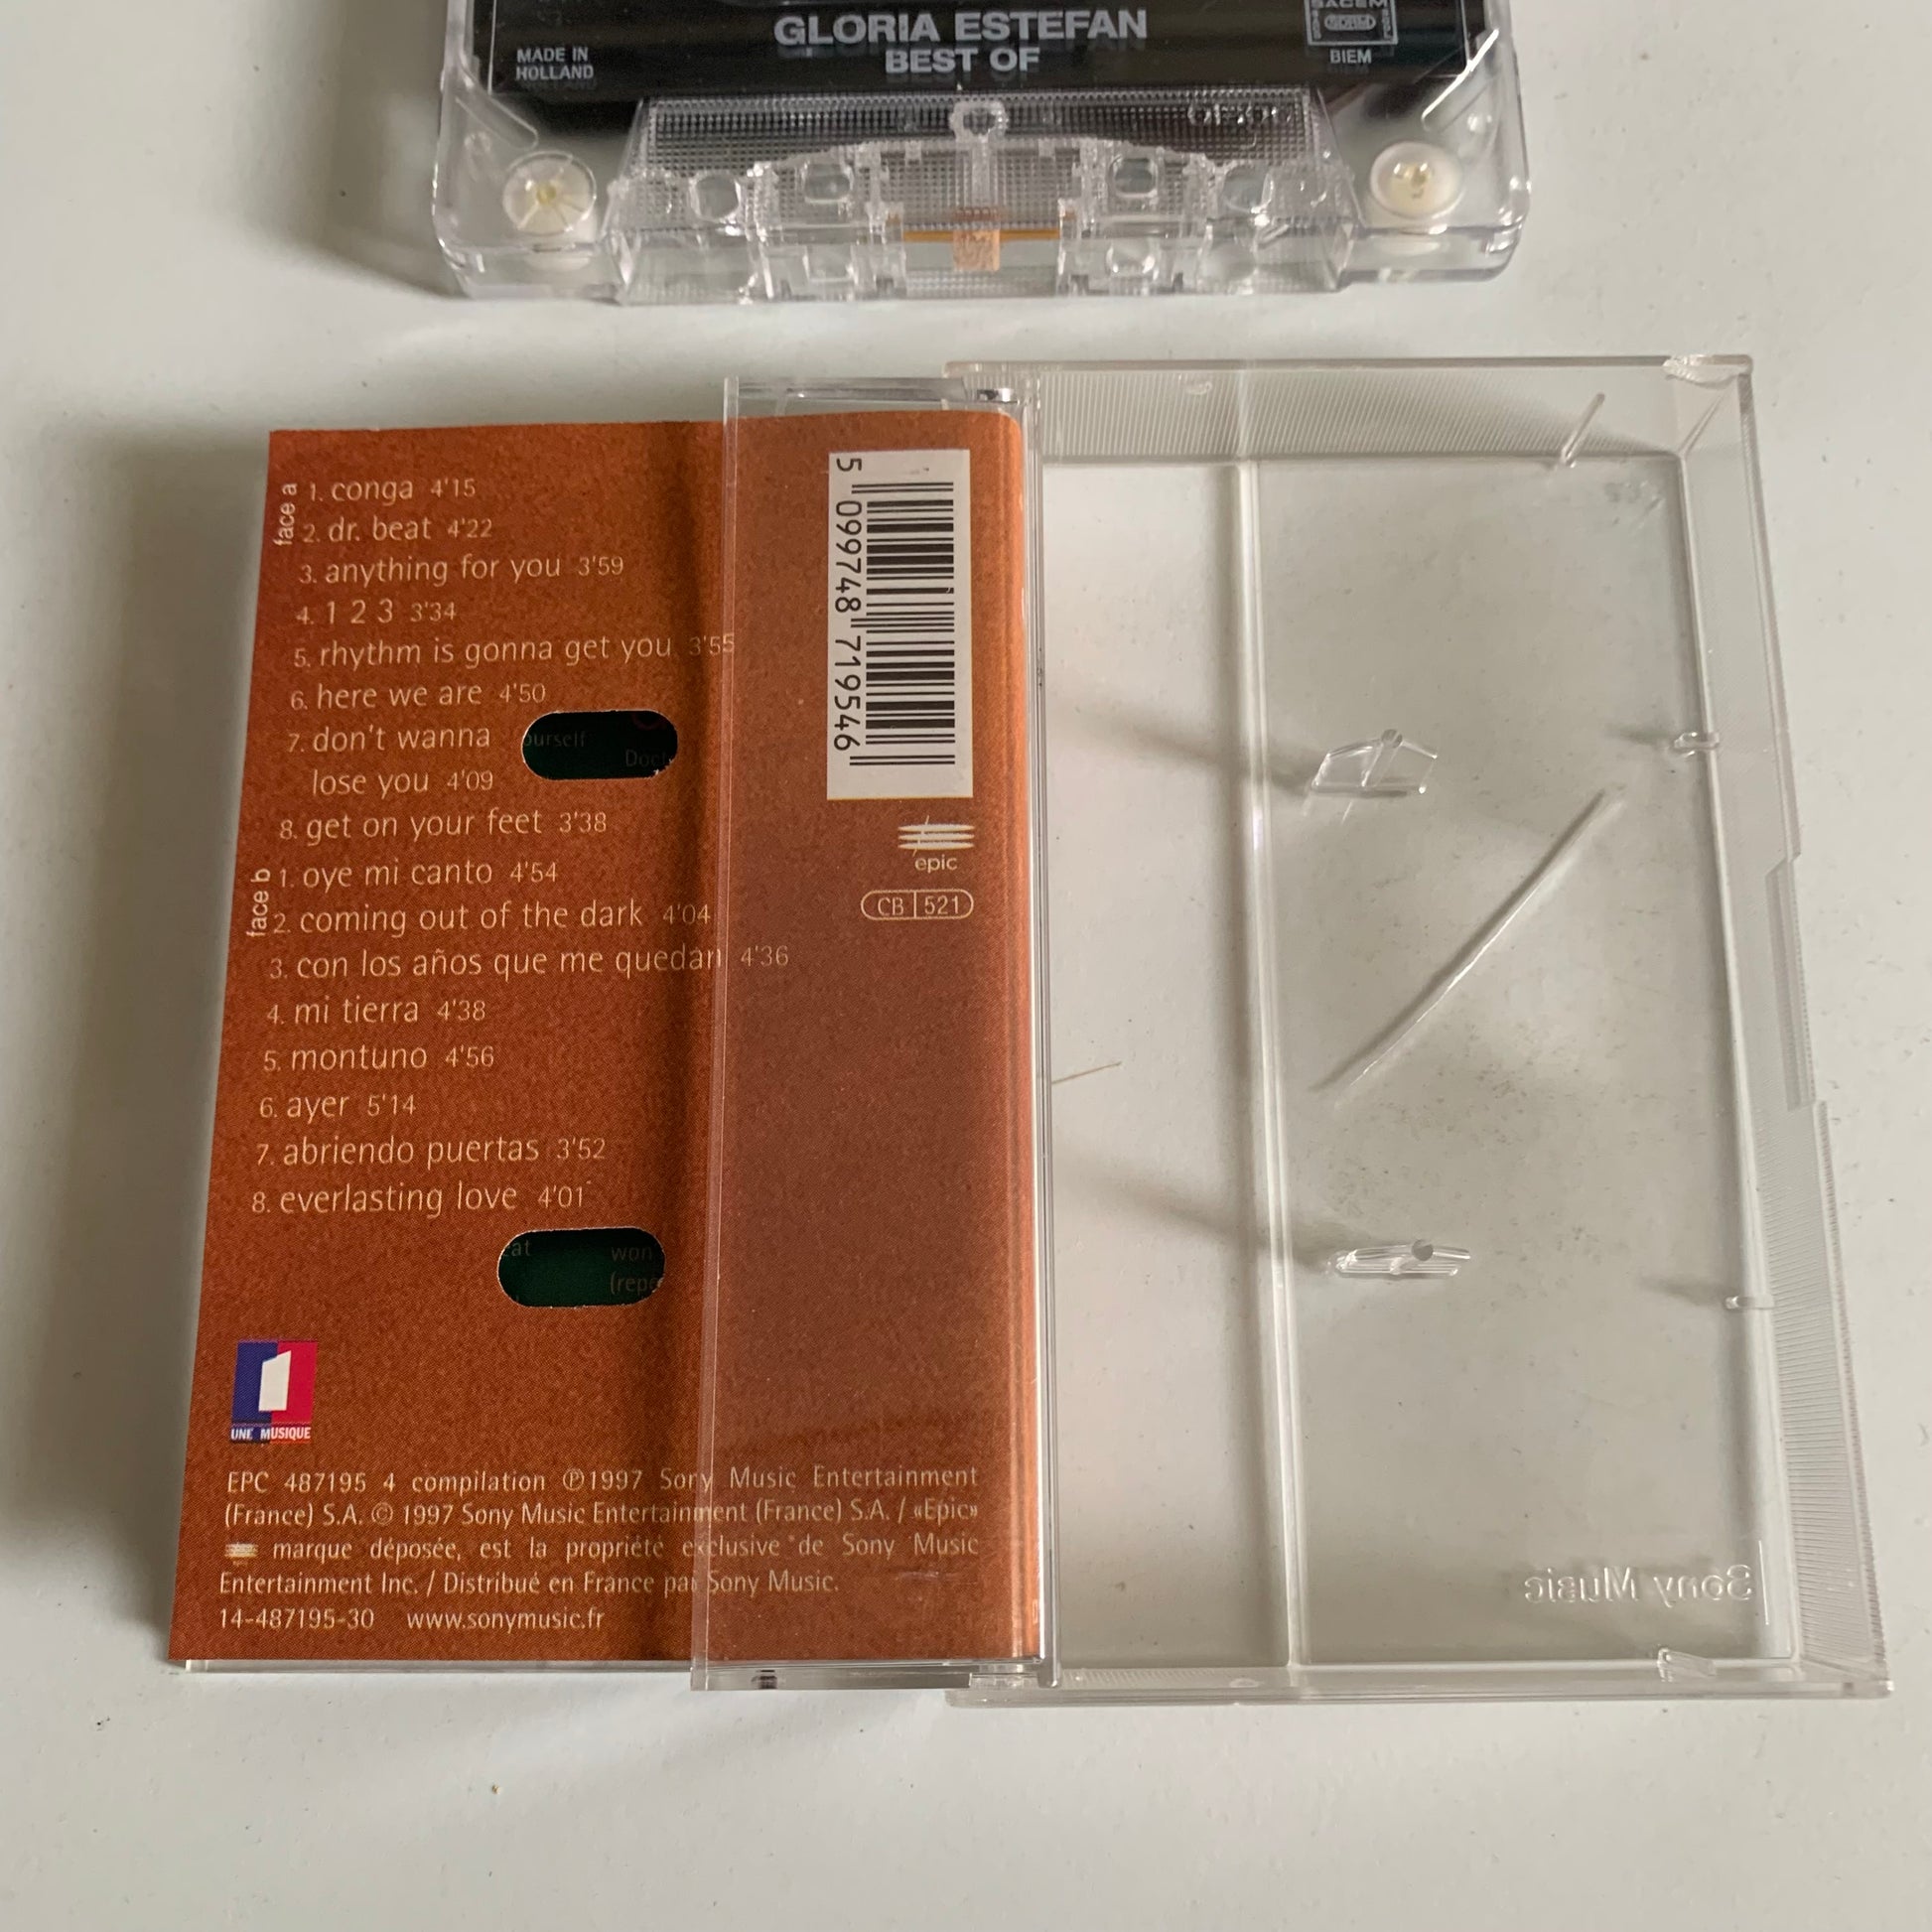 GLORIA ESTEFAN
BEST OF
MADE IN
HOLLAND
SACEM
BIEM
face a
1. conga 4'15
2. dr. beat 4'22
3. anything for you 3'59
4. 1 2 3 3'34
5. rhythm is gonna get you 3'55
6. here we are 4'50
7. don't wanna
lose you 4'09
8. get on your feet 3'38
face b
1. oye mi canto 4'54
2. coming out of the dark 4'04
3. con los años que me quedan 4'36
4. mi tierra 4'38
5. montuno 4'56
6. ayer 5'14
7. abriendo puertas 3'52
8. everlasting love 4'01
ourself
Doct
eat
won
(repe
5 099748 719546
epic
CB 521
1
UNE MUSIQUE
EPC 487195 4 compilation ℗1997 Sony Music Entertainment
(France) S.A. © 1997 Sony Music Entertainment (France) S.A. / «Epic»
marque déposée, est la propriété exclusive de Sony Music
Entertainment Inc. / Distribué en France par Sony Music.
14-487195-30 www.sonymusic.fr
Sony Music